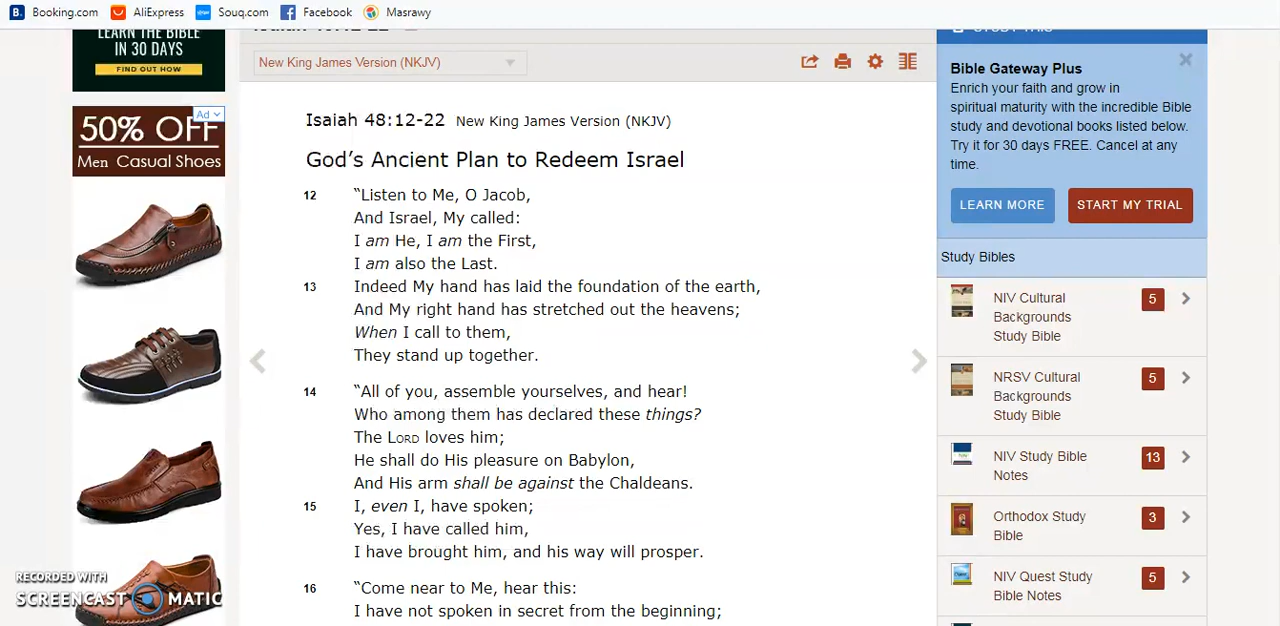 Booking.com AliExpress Souq.com Facebook Masrawy
LEARN THE BIBLE
IN 30 DAYS
FIND OUT HOW
Ad
50% OFF
Men Casual Shoes
New King James Version (NKJV)
Isaiah 48:12-22 New King James Version (NKJV)
God’s Ancient Plan to Redeem Israel
12 “Listen to Me, O Jacob,
And Israel, My called:
I am He, I am the First,
I am also the Last.
13 Indeed My hand has laid the foundation of the earth,
And My right hand has stretched out the heavens;
When I call to them,
They stand up together.
14 “All of you, assemble yourselves, and hear!
Who among them has declared these things?
The LORD loves him;
He shall do His pleasure on Babylon,
And His arm shall be against the Chaldeans.
15 I, even I, have spoken;
Yes, I have called him,
I have brought him, and his way will prosper.
16 “Come near to Me, hear this:
I have not spoken in secret from the beginning;
Bible Gateway Plus
Enrich your faith and grow in
spiritual maturity with the incredible Bible
study and devotional books listed below.
Try it for 30 days FREE. Cancel at any
time.
LEARN MORE START MY TRIAL
Study Bibles
NIV Cultural
Backgrounds
Study Bible
5
NRSV Cultural
Backgrounds
Study Bible
5
NIV Study Bible
Notes
13
Orthodox Study
Bible
3
NIV Quest Study
Bible Notes
5
RECORDED WITH
SCREENCAST MATIC